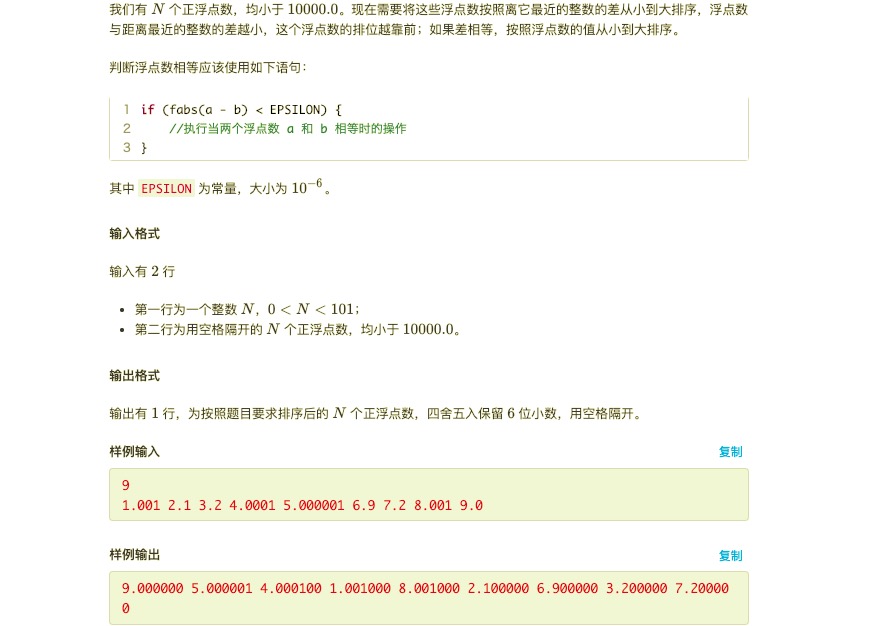 我们有 N 个正浮点数，均小于 10000.0。现在需要将这些浮点数按照离它最近的整数的差从小到大排序，浮点数
与距离最近的整数的差越小，这个浮点数的排位越靠前；如果差相等，按照浮点数的值从小到大排序。
判断浮点数相等应该使用如下语句：
1 if (fabs(a - b) < EPSILON) {
2 //执行当两个浮点数 a 和 b 相等时的操作
3 }
其中 EPSILON 为常量，大小为 10⁻⁶。
输入格式
输入有 2 行
• 第一行为一个整数 N，0 < N < 101；
• 第二行为用空格隔开的 N 个正浮点数，均小于 10000.0。
输出格式
输出有 1 行，为按照题目要求排序后的 N 个正浮点数，四舍五入保留 6 位小数，用空格隔开。
样例输入 复制
9
1.001 2.1 3.2 4.0001 5.000001 6.9 7.2 8.001 9.0
样例输出 复制
9.000000 5.000001 4.000100 1.001000 8.001000 2.100000 6.900000 3.200000 7.20000
0